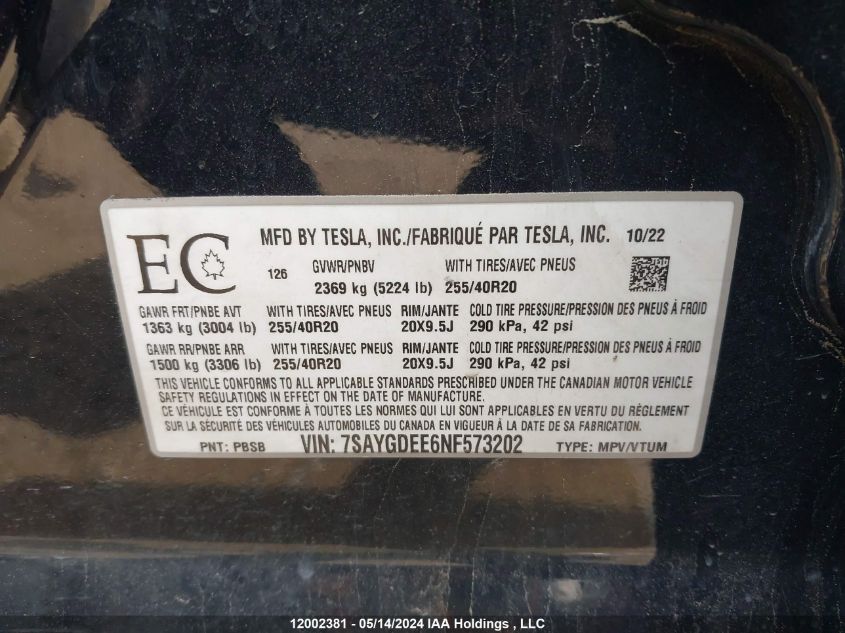 EC
MFD BY TESLA, INC./FABRIQUÉ PAR TESLA, INC. 10/22
126 GVWR/PNBV WITH TIRES/AVEC PNEUS
2369 kg (5224 lb) 255/40R20
GAWR FRT/PNBE AVT WITH TIRES/AVEC PNEUS RIM/JANTE COLD TIRE PRESSURE/PRESSION DES PNEUS À FROID
1363 kg (3004 lb) 255/40R20 20X9.5J 290 kPa, 42 psi
GAWR RR/PNBE ARR WITH TIRES/AVEC PNEUS RIM/JANTE COLD TIRE PRESSURE/PRESSION DES PNEUS À FROID
1500 kg (3306 lb) 255/40R20 20X9.5J 290 kPa, 42 psi
THIS VEHICLE CONFORMS TO ALL APPLICABLE STANDARDS PRESCRIBED UNDER THE CANADIAN MOTOR VEHICLE
SAFETY REGULATIONS IN EFFECT ON THE DATE OF MANUFACTURE.
CE VÉHICULE EST CONFORME À TOUTES LES NORMES QUI LUI SONT APPLICABLES EN VERTU DU RÈGLEMENT
SUR LA SÉCURITÉ DES VÉHICULES AUTOMOBILES DU CANADA EN VIGUEUR À LA DATE DE SA FABRICATION.
PNT: PBSB VIN: 7SAYGDEE6NF573202 TYPE: MPV/VTUM
12002381 - 05/14/2024 IAA Holdings , LLC